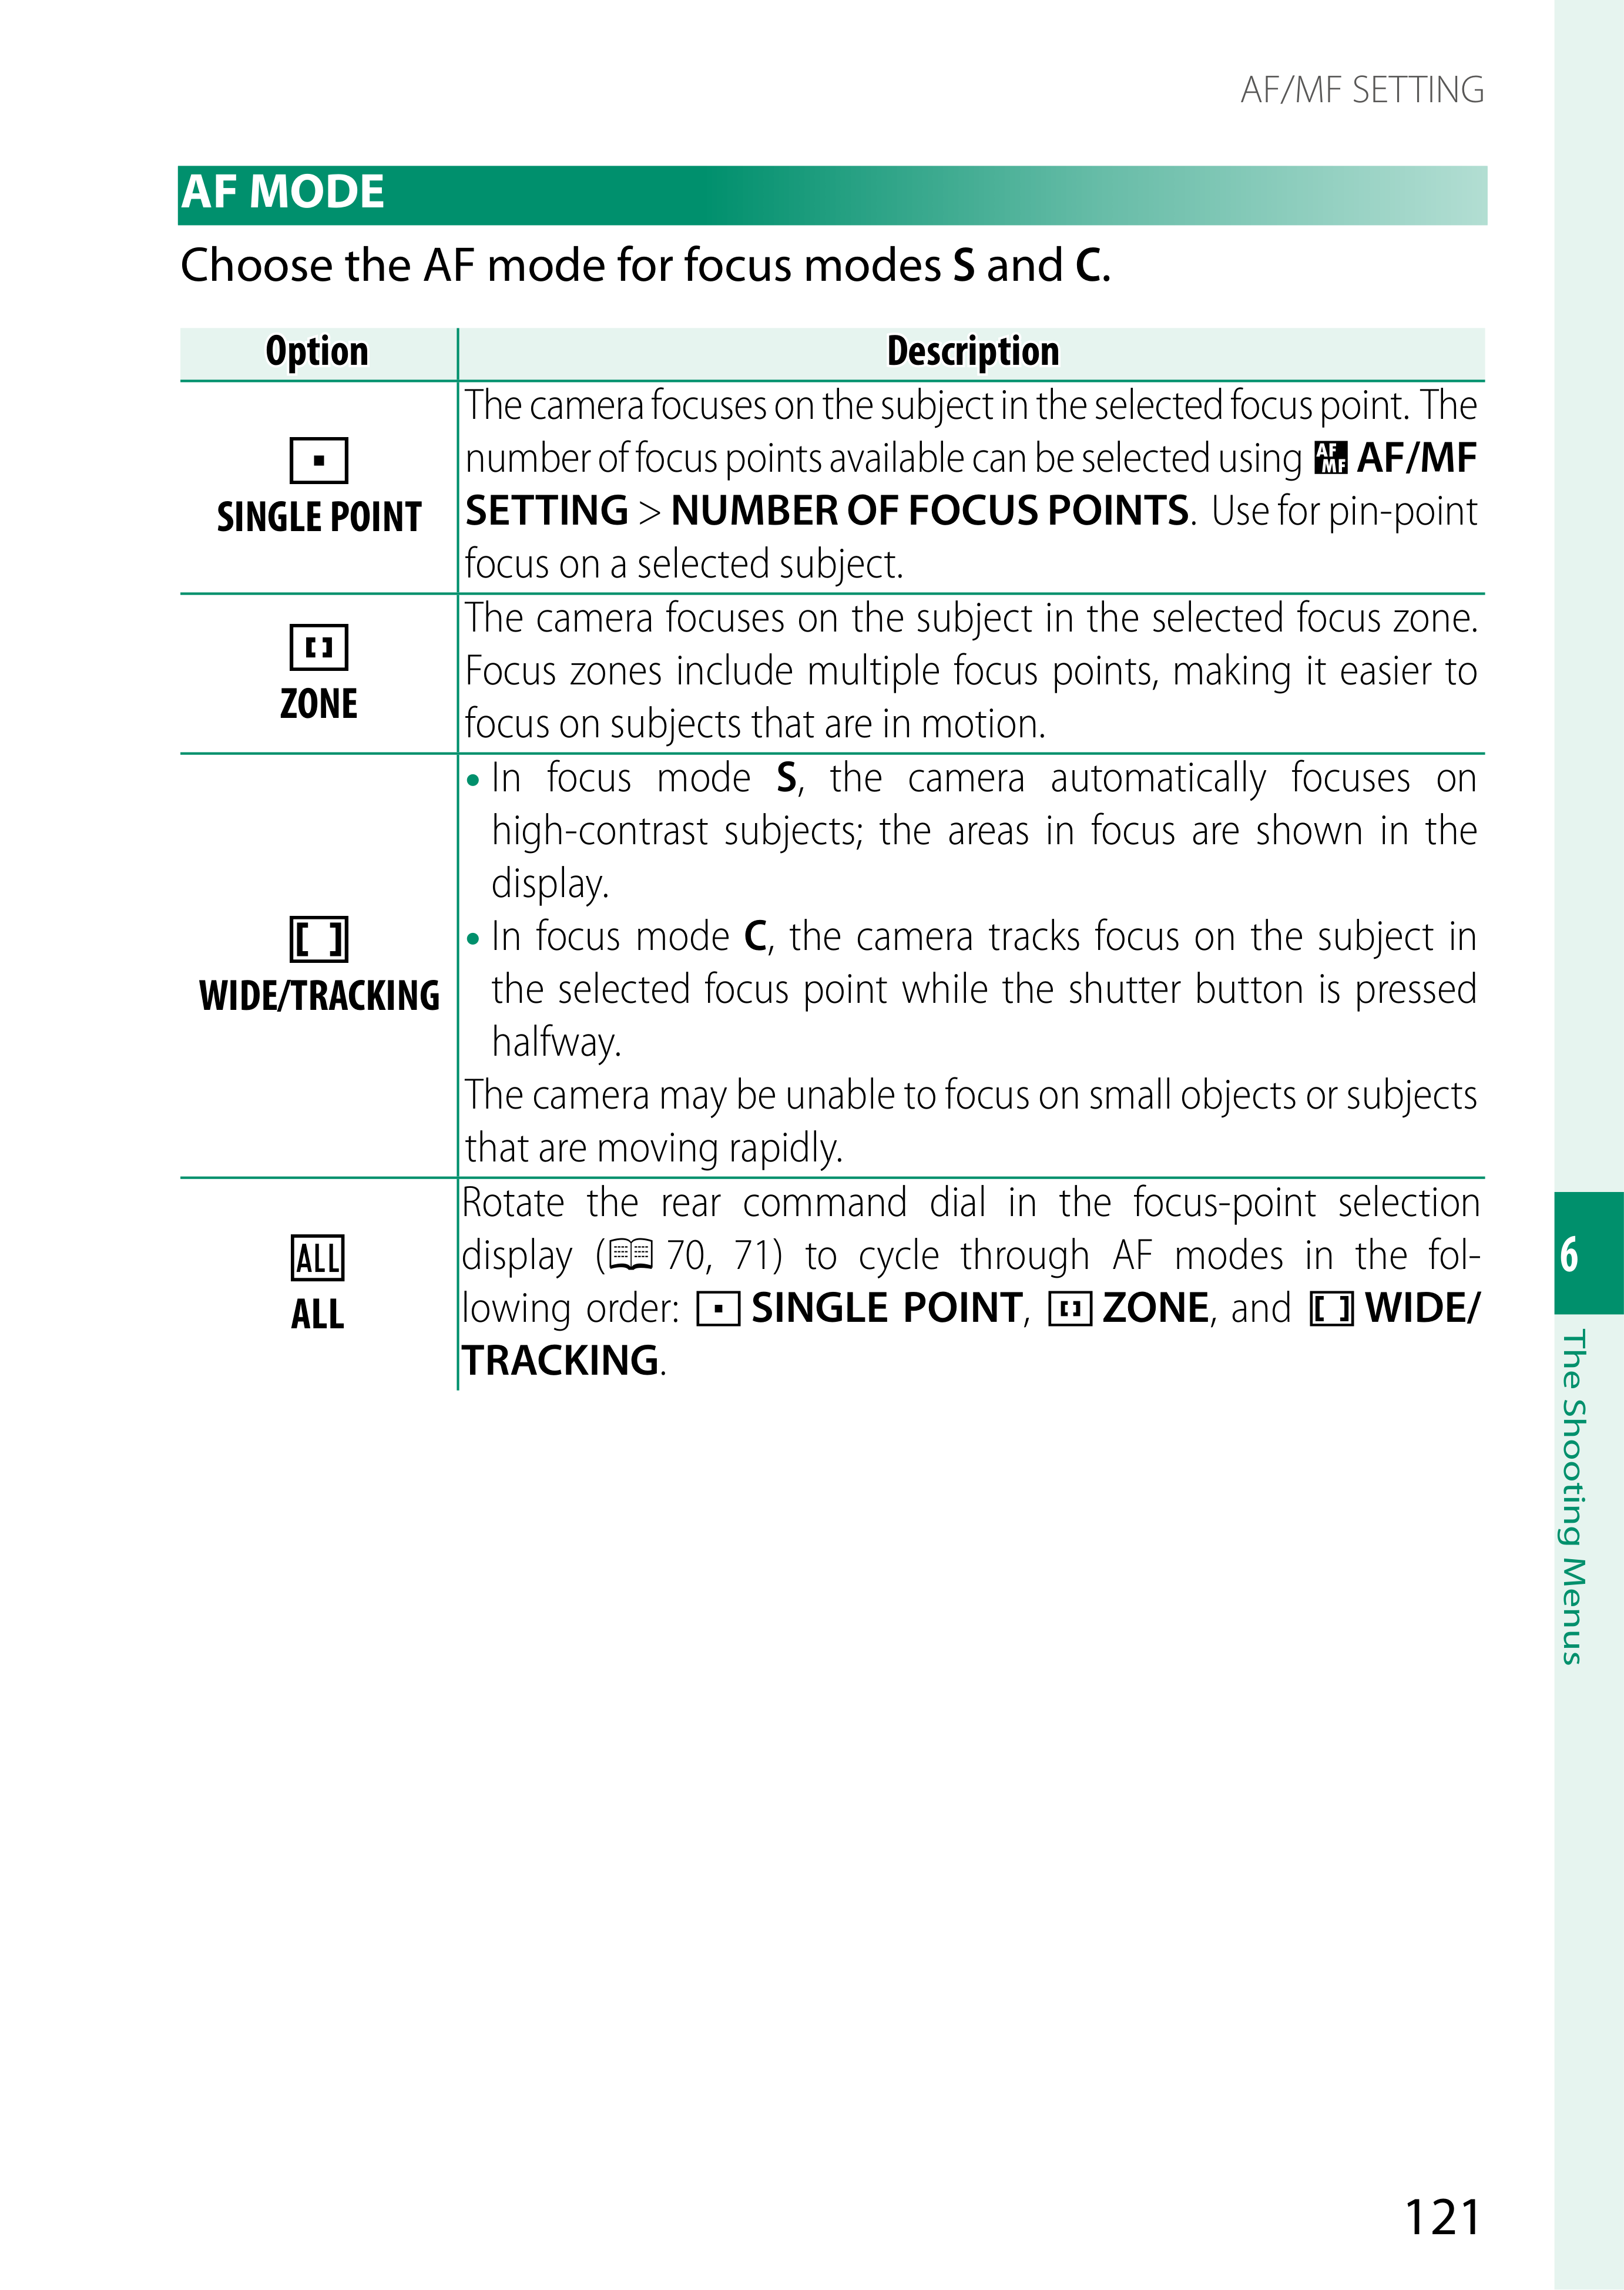 AF/MF SETTING
AF MODE
Choose the AF mode for focus modes S and C.
Option Description
SINGLE POINT
The camera focuses on the subject in the selected focus point. The
number of focus points available can be selected using AF MF AF/MF
SETTING > NUMBER OF FOCUS POINTS. Use for pin-point
focus on a selected subject.
ZONE
The camera focuses on the subject in the selected focus zone.
Focus zones include multiple focus points, making it easier to
focus on subjects that are in motion.
WIDE/TRACKING
• In focus mode S, the camera automatically focuses on
high-contrast subjects; the areas in focus are shown in the
display.
• In focus mode C, the camera tracks focus on the subject in
the selected focus point while the shutter button is pressed
halfway.
The camera may be unable to focus on small objects or subjects
that are moving rapidly.
ALL
ALL
Rotate the rear command dial in the focus-point selection
display ( 70, 71) to cycle through AF modes in the fol-
lowing order: SINGLE POINT, ZONE, and WIDE/
TRACKING.
6
The Shooting Menus
121